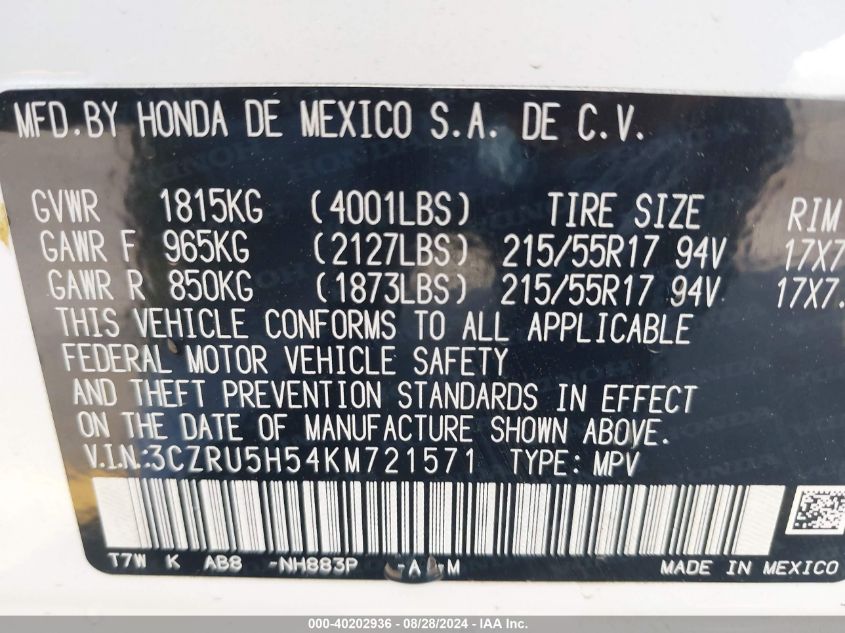 MFD.BY HONDA DE MEXICO S.A. DE C.V.
GVWR 1815KG (4001LBS) TIRE SIZE RIM
GAWR F 965KG (2127LBS) 215/55R17 94V 17X7
GAWR R 850KG (1873LBS) 215/55R17 94V 17X7.
THIS VEHICLE CONFORMS TO ALL APPLICABLE
FEDERAL MOTOR VEHICLE SAFETY
AND THEFT PREVENTION STANDARDS IN EFFECT
ON THE DATE OF MANUFACTURE SHOWN ABOVE.
V.I.N.:3CZRU5H54KM721571 TYPE: MPV
T7W K AB8 -NH883P -A -M MADE IN MEXICO
000-40202936 - 08/28/2024 - IAAI.com